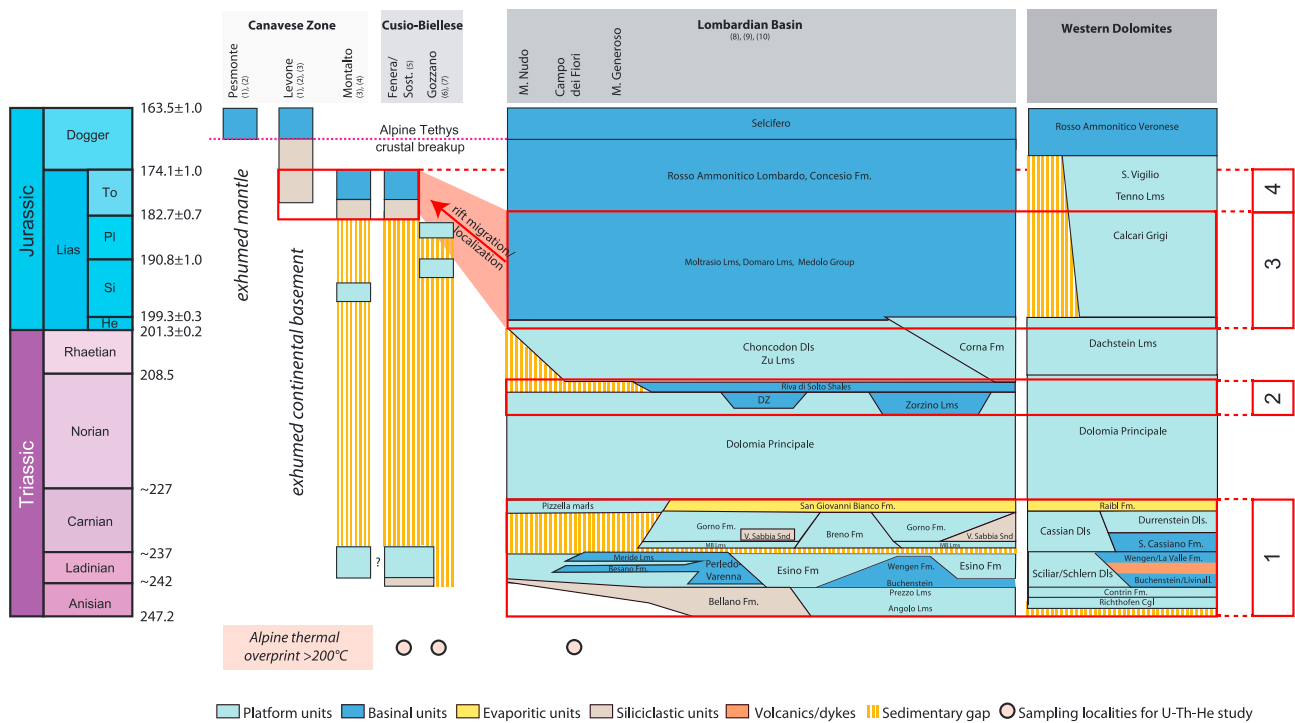 Canavese Zone
Cusio-Biellese
Lombardian Basin
(8), (9), (10)
Western Dolomites
Pesmonte
(1), (2)
Levone
(1), (2), (3)
Montalto
(3), (4)
Fenera/
Sost. (5)
Gozzano
(6), (7)
M. Nudo
Campo
dei Fiori
M. Generoso
Jurassic
Triassic
Dogger
Lias
To
Pl
Si
He
Rhaetian
Norian
Carnian
Ladinian
Anisian
163.5±1.0
174.1±1.0
182.7±0.7
190.8±1.0
199.3±0.3
201.3±0.2
208.5
~227
~237
~242
247.2
exhumed mantle
exhumed continental basement
Alpine Tethys
crustal breakup
rift migration/
localization
?
Selcifero
Rosso Ammonitico Lombardo, Concesio Fm.
Moltrasio Lms, Domaro Lms, Medolo Group
Choncodon Dls
Zu Lms
Corna Fm
Riva di Solto Shales
DZ
Zorzino Lms
Dolomia Principale
Pizzella marls
San Giovanni Bianco Fm.
Gorno Fm.
V. Sabbia Snd
MB Lms
Breno Fm.
Gorno Fm.
V. Sabbia Snd
MB Lms
Meride Lms
Besano Fm.
Perledo-
Varenna
Esino Fm
Wengen Fm.
Buchenstein
Esino Fm
Bellano Fm.
Prezzo Lms
Angolo Lms
Rosso Ammonitico Veronese
S. Vigilio
Tenno Lms
Calcari Grigi
Dachstein Lms
Dolomia Principale
Raibl Fm.
Cassian Dls
Durrenstein Dls.
S. Cassiano Fm.
Wengen/La Valle Fm.
Sciliar/Schlern Dls
Buchenstein/Livinall.
Contrin Fm.
Richthofen Cgl
4
3
2
1
Alpine thermal
overprint >200°C
Platform units
Basinal units
Evaporitic units
Siliciclastic units
Volcanics/dykes
Sedimentary gap
Sampling localities for U-Th-He study